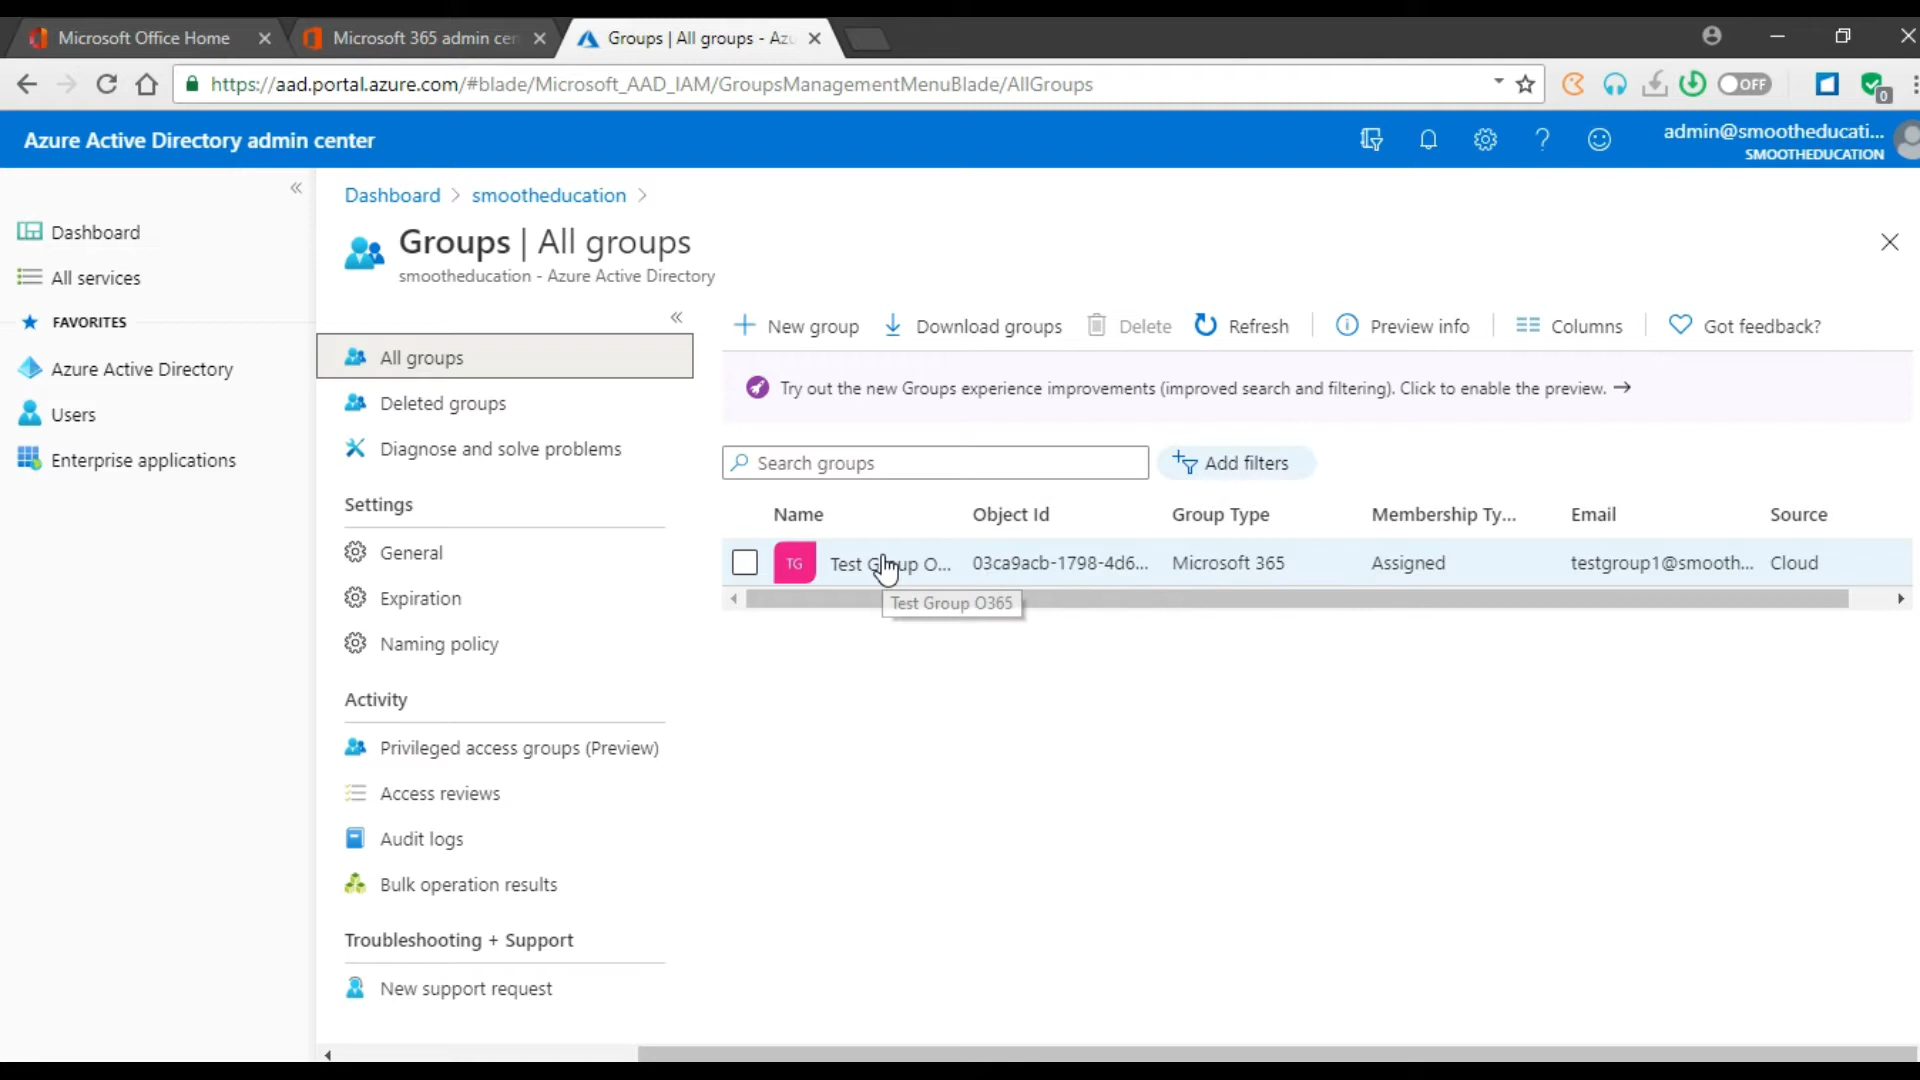 Microsoft Office Home
Microsoft 365 admin cen
Groups | All groups - Azu
https://aad.portal.azure.com/#blade/Microsoft_AAD_IAM/GroupsManagementMenuBlade/AllGroups
OFF
0
Azure Active Directory admin center
admin@smootheducati...
SMOOTHEDUCATION
Dashboard
All services
FAVORITES
Azure Active Directory
Users
Enterprise applications
Dashboard > smootheducation >
Groups | All groups
smootheducation - Azure Active Directory
All groups
Deleted groups
Diagnose and solve problems
Settings
General
Expiration
Naming policy
Activity
Privileged access groups (Preview)
Access reviews
Audit logs
Bulk operation results
Troubleshooting + Support
New support request
New group Download groups Delete Refresh Preview info Columns Got feedback?
Try out the new Groups experience improvements (improved search and filtering). Click to enable the preview. →
Search groups
Add filters
Name Object Id Group Type Membership Ty... Email Source
TG Test Group O... 03ca9acb-1798-4d6... Microsoft 365 Assigned testgroup1@smooth... Cloud
Test Group O365